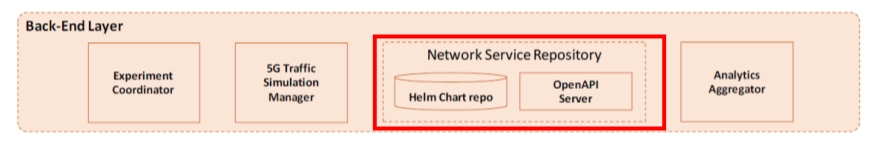 Back-End Layer
Experiment
Coordinator
5G Traffic
Simulation
Manager
Network Service Repository
Helm Chart repo
OpenAPI
Server
Analytics
Aggregator